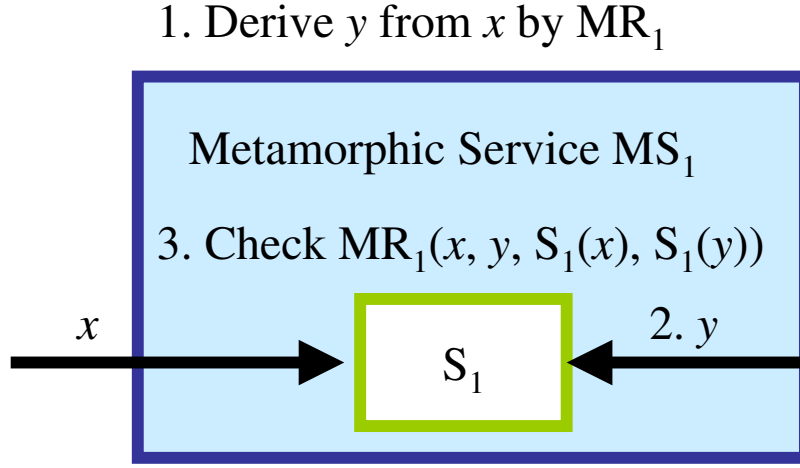 1. Derive y from x by MR₁
Metamorphic Service MS₁
3. Check MR₁(x, y, S₁(x), S₁(y))
x
2. y
S₁